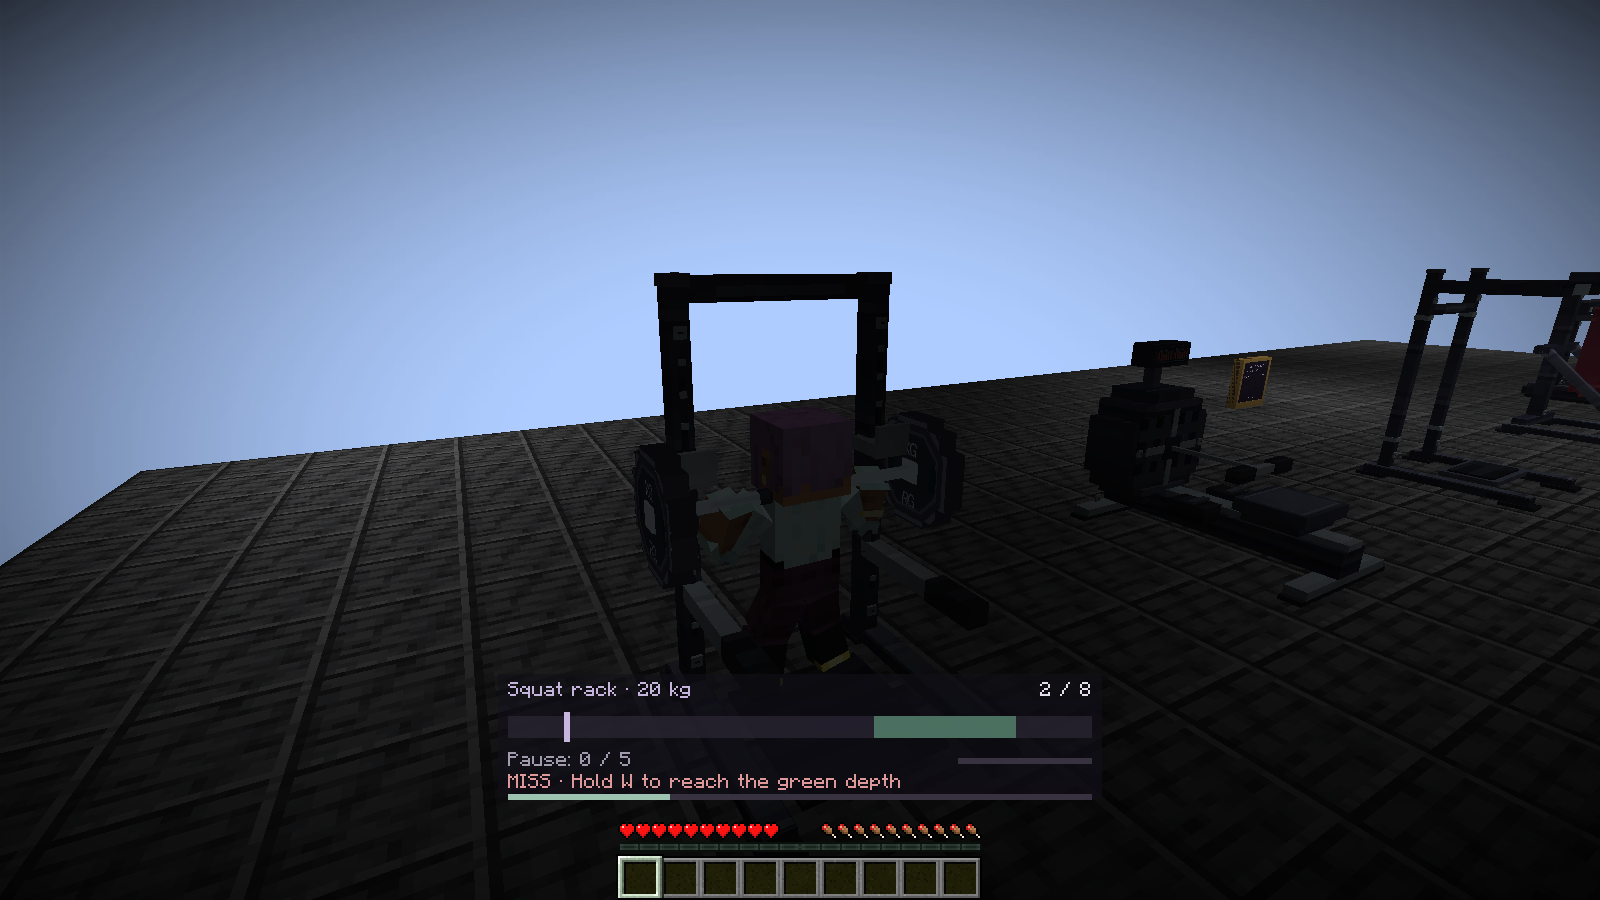 Squat rack · 20 kg
2 / 8
Pause: 0 / 5
MISS · Hold W to reach the green depth